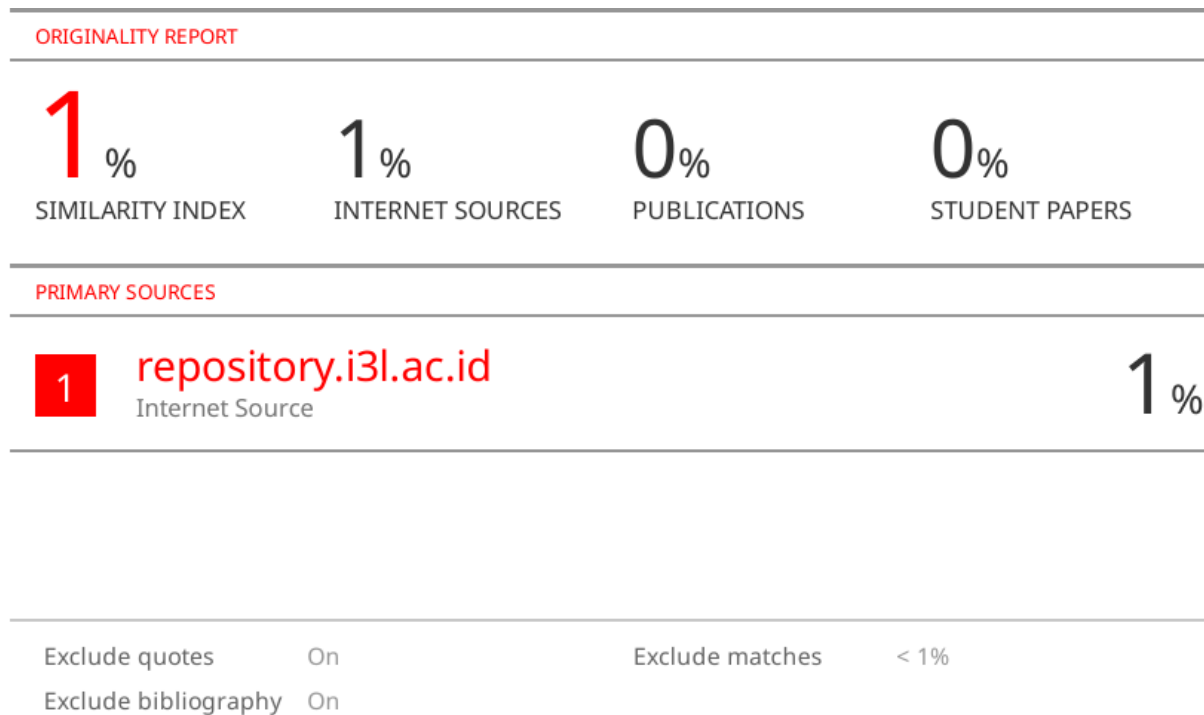 ORIGINALITY REPORT
1% 1% 0% 0%
SIMILARITY INDEX INTERNET SOURCES PUBLICATIONS STUDENT PAPERS
PRIMARY SOURCES
1 repository.i3l.ac.id 1%
Internet Source
Exclude quotes On Exclude matches < 1%
Exclude bibliography On